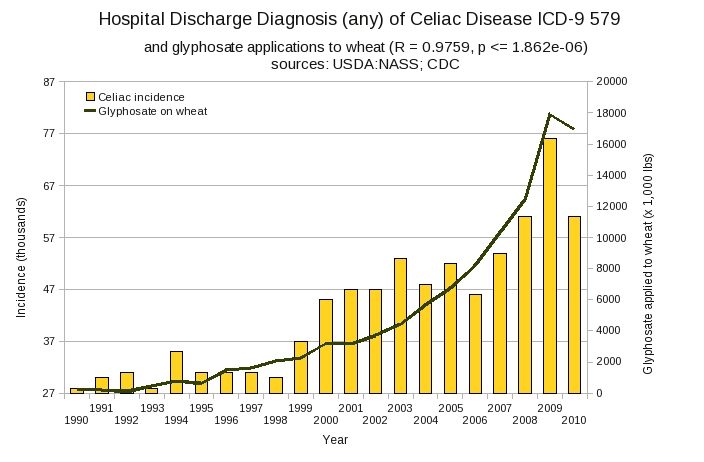 Hospital Discharge Diagnosis (any) of Celiac Disease ICD-9 579
and glyphosate applications to wheat (R = 0.9759, p <= 1.862e-06)
sources: USDA:NASS; CDC
87
77
67
57
47
37
27
Incidence (thousands)
Celiac incidence
Glyphosate on wheat
20000
18000
16000
14000
12000
10000
8000
6000
4000
2000
0
Glyphosate applied to wheat (x 1,000 lbs)
1991 1993 1995 1997 1999 2001 2003 2005 2007 2009
1990 1992 1994 1996 1998 2000 2002 2004 2006 2008 2010
Year